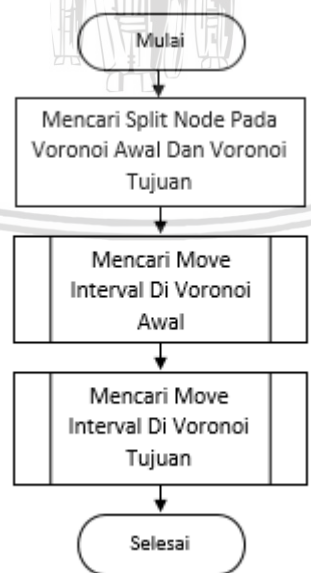 Mulai
Mencari Split Node Pada
Voronoi Awal Dan Voronoi
Tujuan
Mencari Move
Interval Di Voronoi
Awal
Mencari Move
Interval Di Voronoi
Tujuan
Selesai